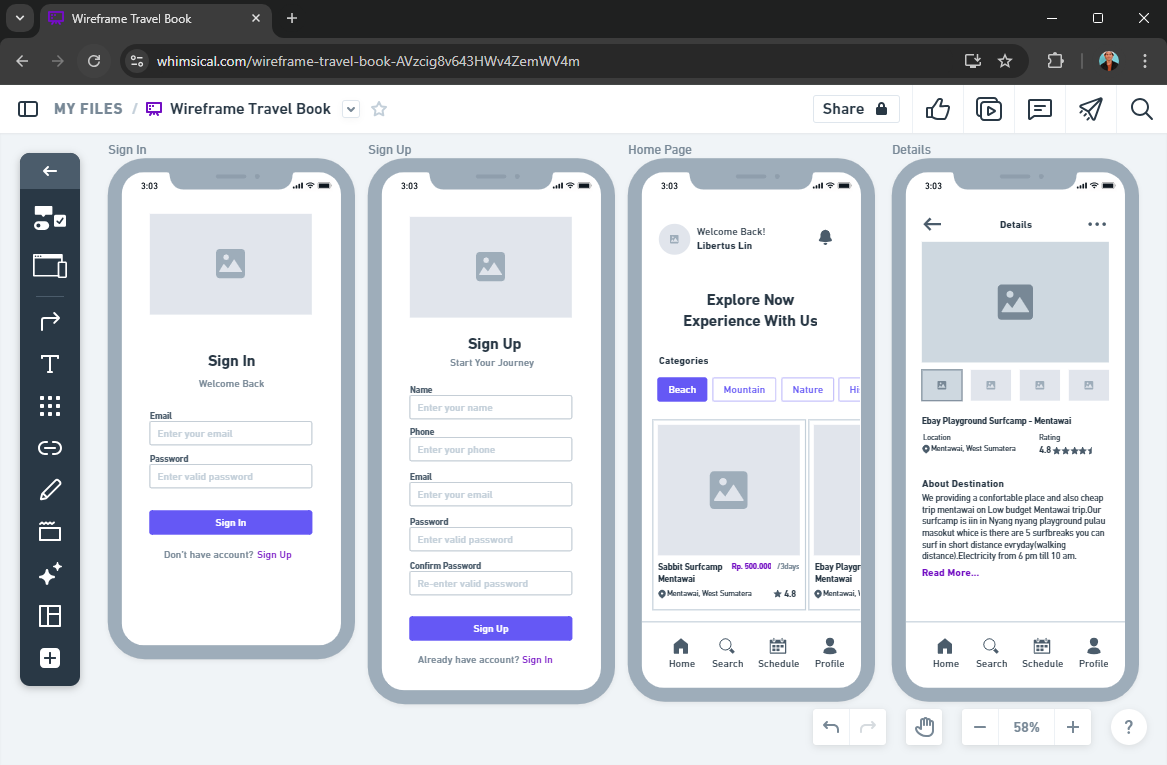 Wireframe Travel Book
whimsical.com/wireframe-travel-book-AVzcig8v643HWv4ZemWV4m
MY FILES / Wireframe Travel Book
Share
Sign In
3:03
Sign In
Welcome Back
Email
Enter your email
Password
Enter valid password
Sign In
Don't have account? Sign Up
Sign Up
3:03
Sign Up
Start Your Journey
Name
Enter your name
Phone
Enter your phone
Email
Enter your email
Password
Enter valid password
Confirm Password
Re-enter valid password
Sign Up
Already have account? Sign In
Home Page
3:03
Welcome Back!
Libertus Lin
Explore Now
Experience With Us
Categories
Beach Mountain Nature Hi
Sabbit Surfcamp Rp. 500.000 /3days
Mentawai
Mentawai, West Sumatera 4.8
Ebay Playgr
Mentawai
Mentawai,
Home Search Schedule Profile
Details
3:03
Details
Ebay Playground Surfcamp - Mentawai
Location Rating
Mentawai, West Sumatera 4.8
About Destination
We providing a confortable place and also cheap
trip mentawai on Low budget Mentawai trip.Our
surfcamp is iin in Nyang nyang playground pulau
masokut whice is there are 5 surfbreaks you can
surf in short distance evryday(walking
distance).Electricity from 6 pm till 10 am.
Read More...
Home Search Schedule Profile
58%
?